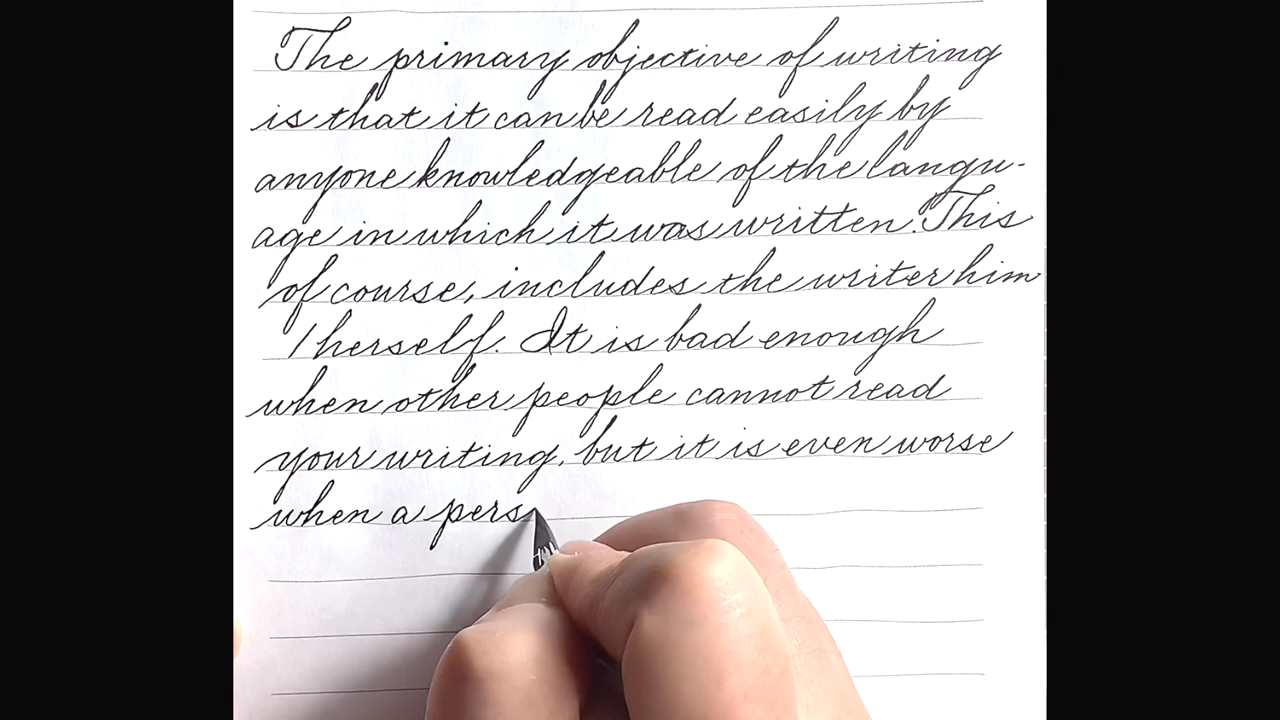 The primary objective of writing
is that it can be read easily by
anyone knowledgeable of the langu-
age in which it was written. This
of course, includes the writer him
/herself. It is bad enough
when other people cannot read
your writing, but it is even worse
when a pers